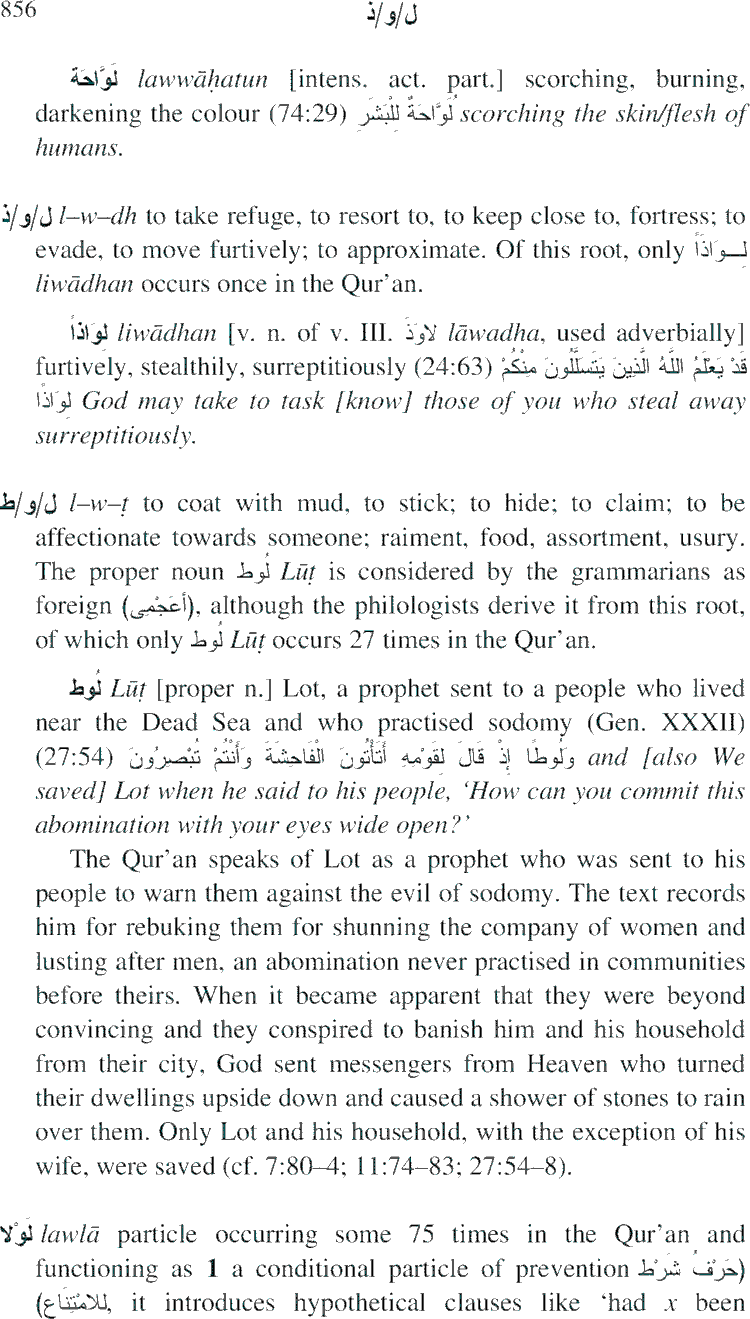 856 ل/و/ذ
لَوَّاحَة lawwāḥatun [intens. act. part.] scorching, burning,
darkening the colour (74:29) لَوَّاحَةٌ لِلْبَشَرِ scorching the skin/flesh of
humans.
ل/و/ذ l–w–dh to take refuge, to resort to, to keep close to, fortress; to
evade, to move furtively; to approximate. Of this root, only لِــوَاذًا
liwādhan occurs once in the Qur’an.
لِوَاذاً liwādhan [v. n. of v. III. لاوَذَ lāwadha, used adverbially]
furtively, stealthily, surreptitiously (24:63) قَدْ يَعْلَمُ اللَّهُ الَّذِينَ يَتَسَلَّلُونَ مِنْكُمْ
لِوَاذًا God may take to task [know] those of you who steal away
surreptitiously.
ل/و/ط l–w–ṭ to coat with mud, to stick; to hide; to claim; to be
affectionate towards someone; raiment, food, assortment, usury.
The proper noun لُوط Lūṭ is considered by the grammarians as
foreign (أعْجَمِى), although the philologists derive it from this root,
of which only لُوط Lūṭ occurs 27 times in the Qur’an.
لُوط Lūṭ [proper n.] Lot, a prophet sent to a people who lived
near the Dead Sea and who practised sodomy (Gen. XXXII)
(27:54) وَلُوطًا إِذْ قَالَ لِقَوْمِهِ أَتَأْتُونَ الْفَاحِشَةَ وَأَنْتُمْ تُبْصِرُونَ and [also We
saved] Lot when he said to his people, ‘How can you commit this
abomination with your eyes wide open?’
The Qur’an speaks of Lot as a prophet who was sent to his
people to warn them against the evil of sodomy. The text records
him for rebuking them for shunning the company of women and
lusting after men, an abomination never practised in communities
before theirs. When it became apparent that they were beyond
convincing and they conspired to banish him and his household
from their city, God sent messengers from Heaven who turned
their dwellings upside down and caused a shower of stones to rain
over them. Only Lot and his household, with the exception of his
wife, were saved (cf. 7:80–4; 11:74–83; 27:54–8).
لَوْلا lawlā particle occurring some 75 times in the Qur’an and
functioning as 1 a conditional particle of prevention (حَرْفُ شَرْط
لِلامْتِنَاع), it introduces hypothetical clauses like ‘had x been